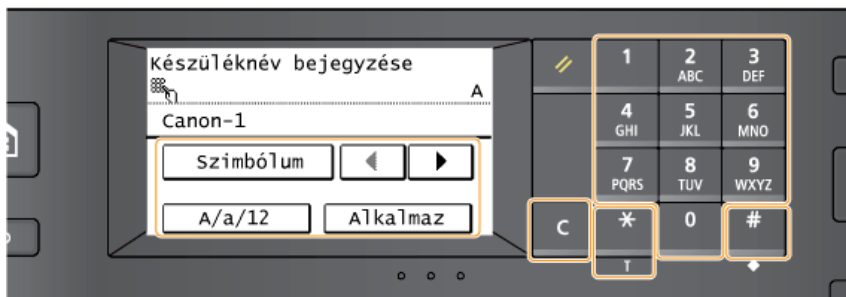 Készüléknév bejegyzése
A
Canon-1
Szimbólum
A/a/12
Alkalmaz
1
2
ABC
3
DEF
4
GHI
5
JKL
6
MNO
7
PQRS
8
TUV
9
WXYZ
C
*
0
#
T